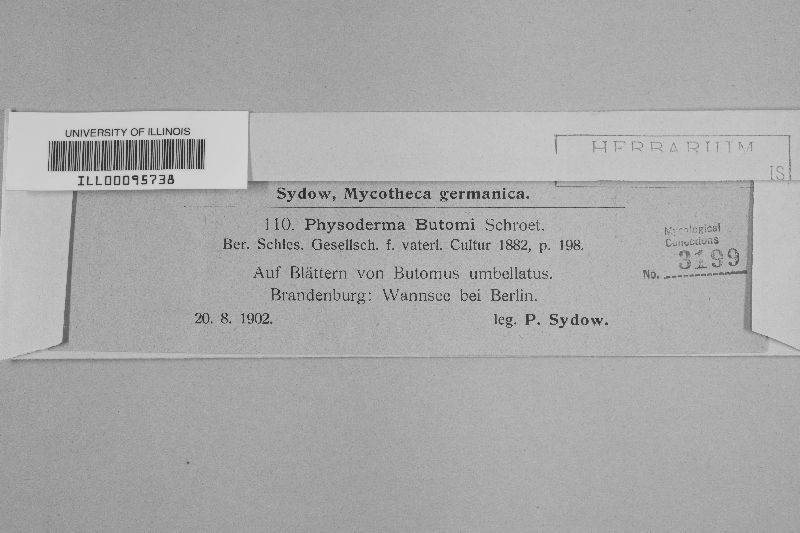 UNIVERSITY OF ILLINOIS
ILL00095738
HERBARIUM
IS
Sydow, Mycotheca germanica.
110. Physoderma Butomi Schroet.
Ber. Schles. Gesellsch. f. vaterl. Cultur 1882, p. 198.
Auf Blättern von Butomus umbellatus.
Brandenburg: Wannsee bei Berlin.
20. 8. 1902. leg. P. Sydow.
Mycological
Collections
No. 3199